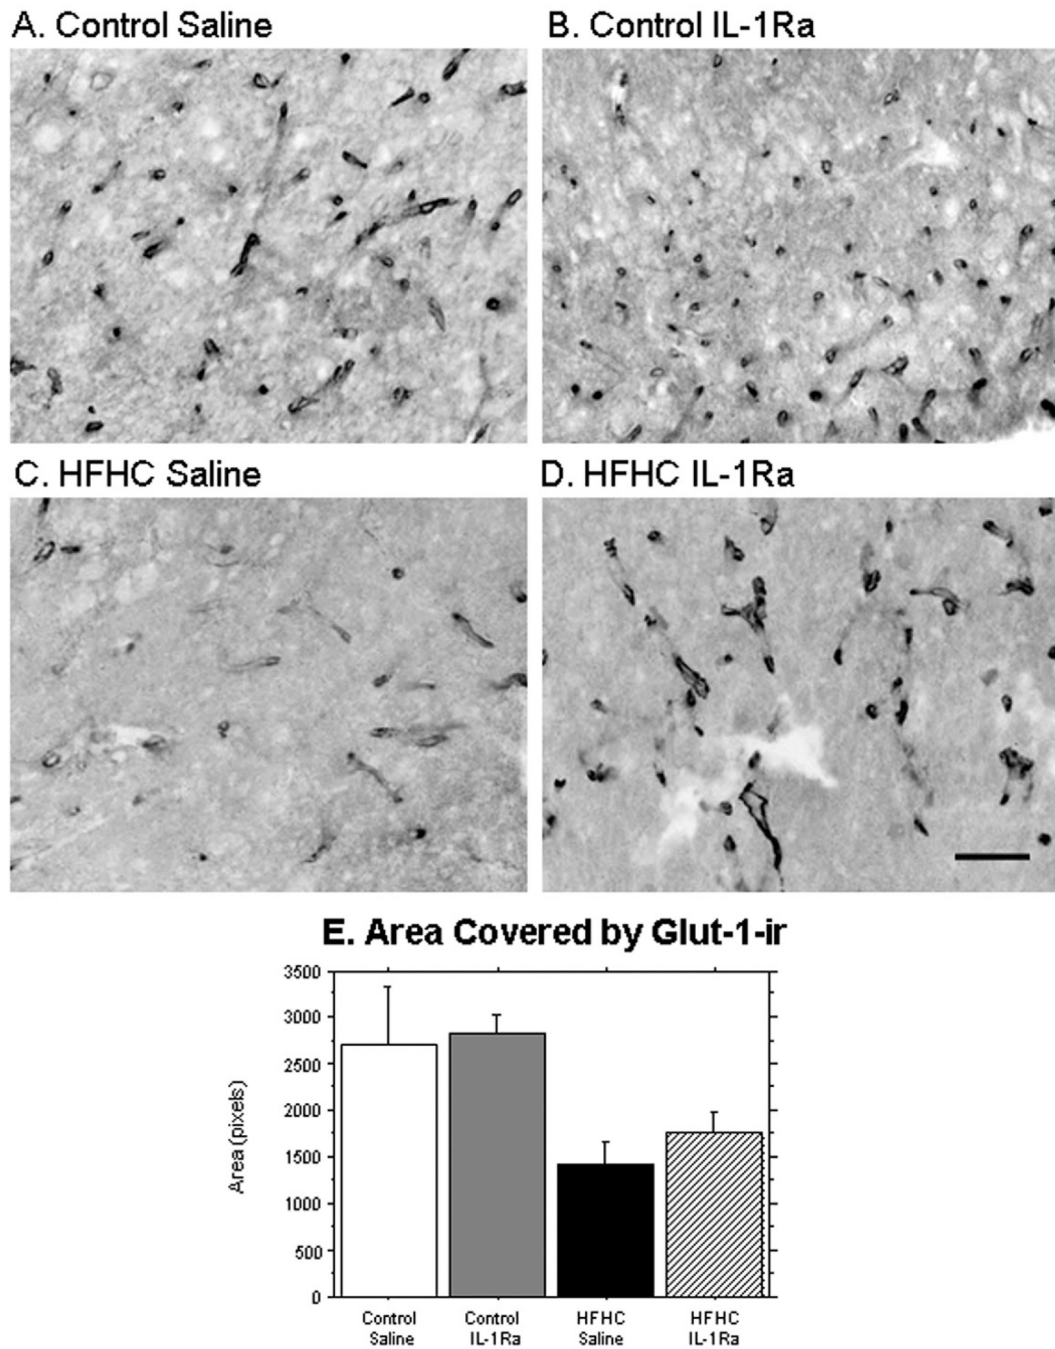 A. Control Saline
B. Control IL-1Ra
C. HFHC Saline
D. HFHC IL-1Ra
E. Area Covered by Glut-1-ir
3500
3000
2500
2000
1500
1000
500
0
Area (pixels)
Control
Saline
Control
IL-1Ra
HFHC
Saline
HFHC
IL-1Ra